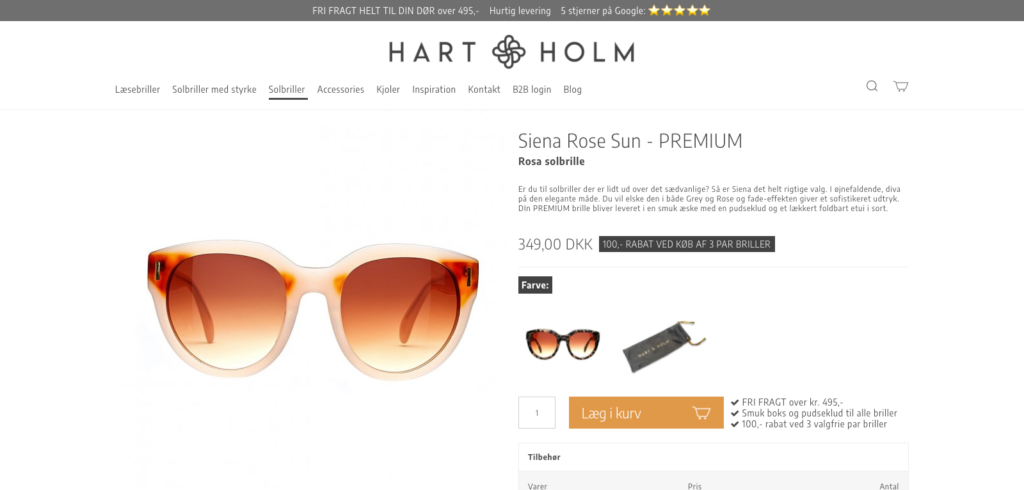 FRI FRAGT HELT TIL DIN DØR over 495,- Hurtig levering 5 stjerner på Google:
HART HOLM
Læsebriller Solbriller med styrke Solbriller Accessories Kjoler Inspiration Kontakt B2B login Blog
Siena Rose Sun - PREMIUM
Rosa solbrille
Er du til solbriller der er lidt ud over det sædvanlige? Så er Siena det helt rigtige valg. I øjnefaldende, diva
på den elegante måde. Du vil elske den i både Grey og Rose og fade-effekten giver et sofistikeret udtryk.
DIn PREMIUM brille bliver leveret i en smuk æske med en pudseklud og et lækkert foldbart etui i sort.
349,00 DKK 100,- RABAT VED KØB AF 3 PAR BRILLER
Farve:
HART & HOLM
1 Læg i kurv
FRI FRAGT over kr. 495,-
Smuk boks og pudseklud til alle briller
100,- rabat ved 3 valgfrie par briller
Tilbehør
Varer Pris Antal